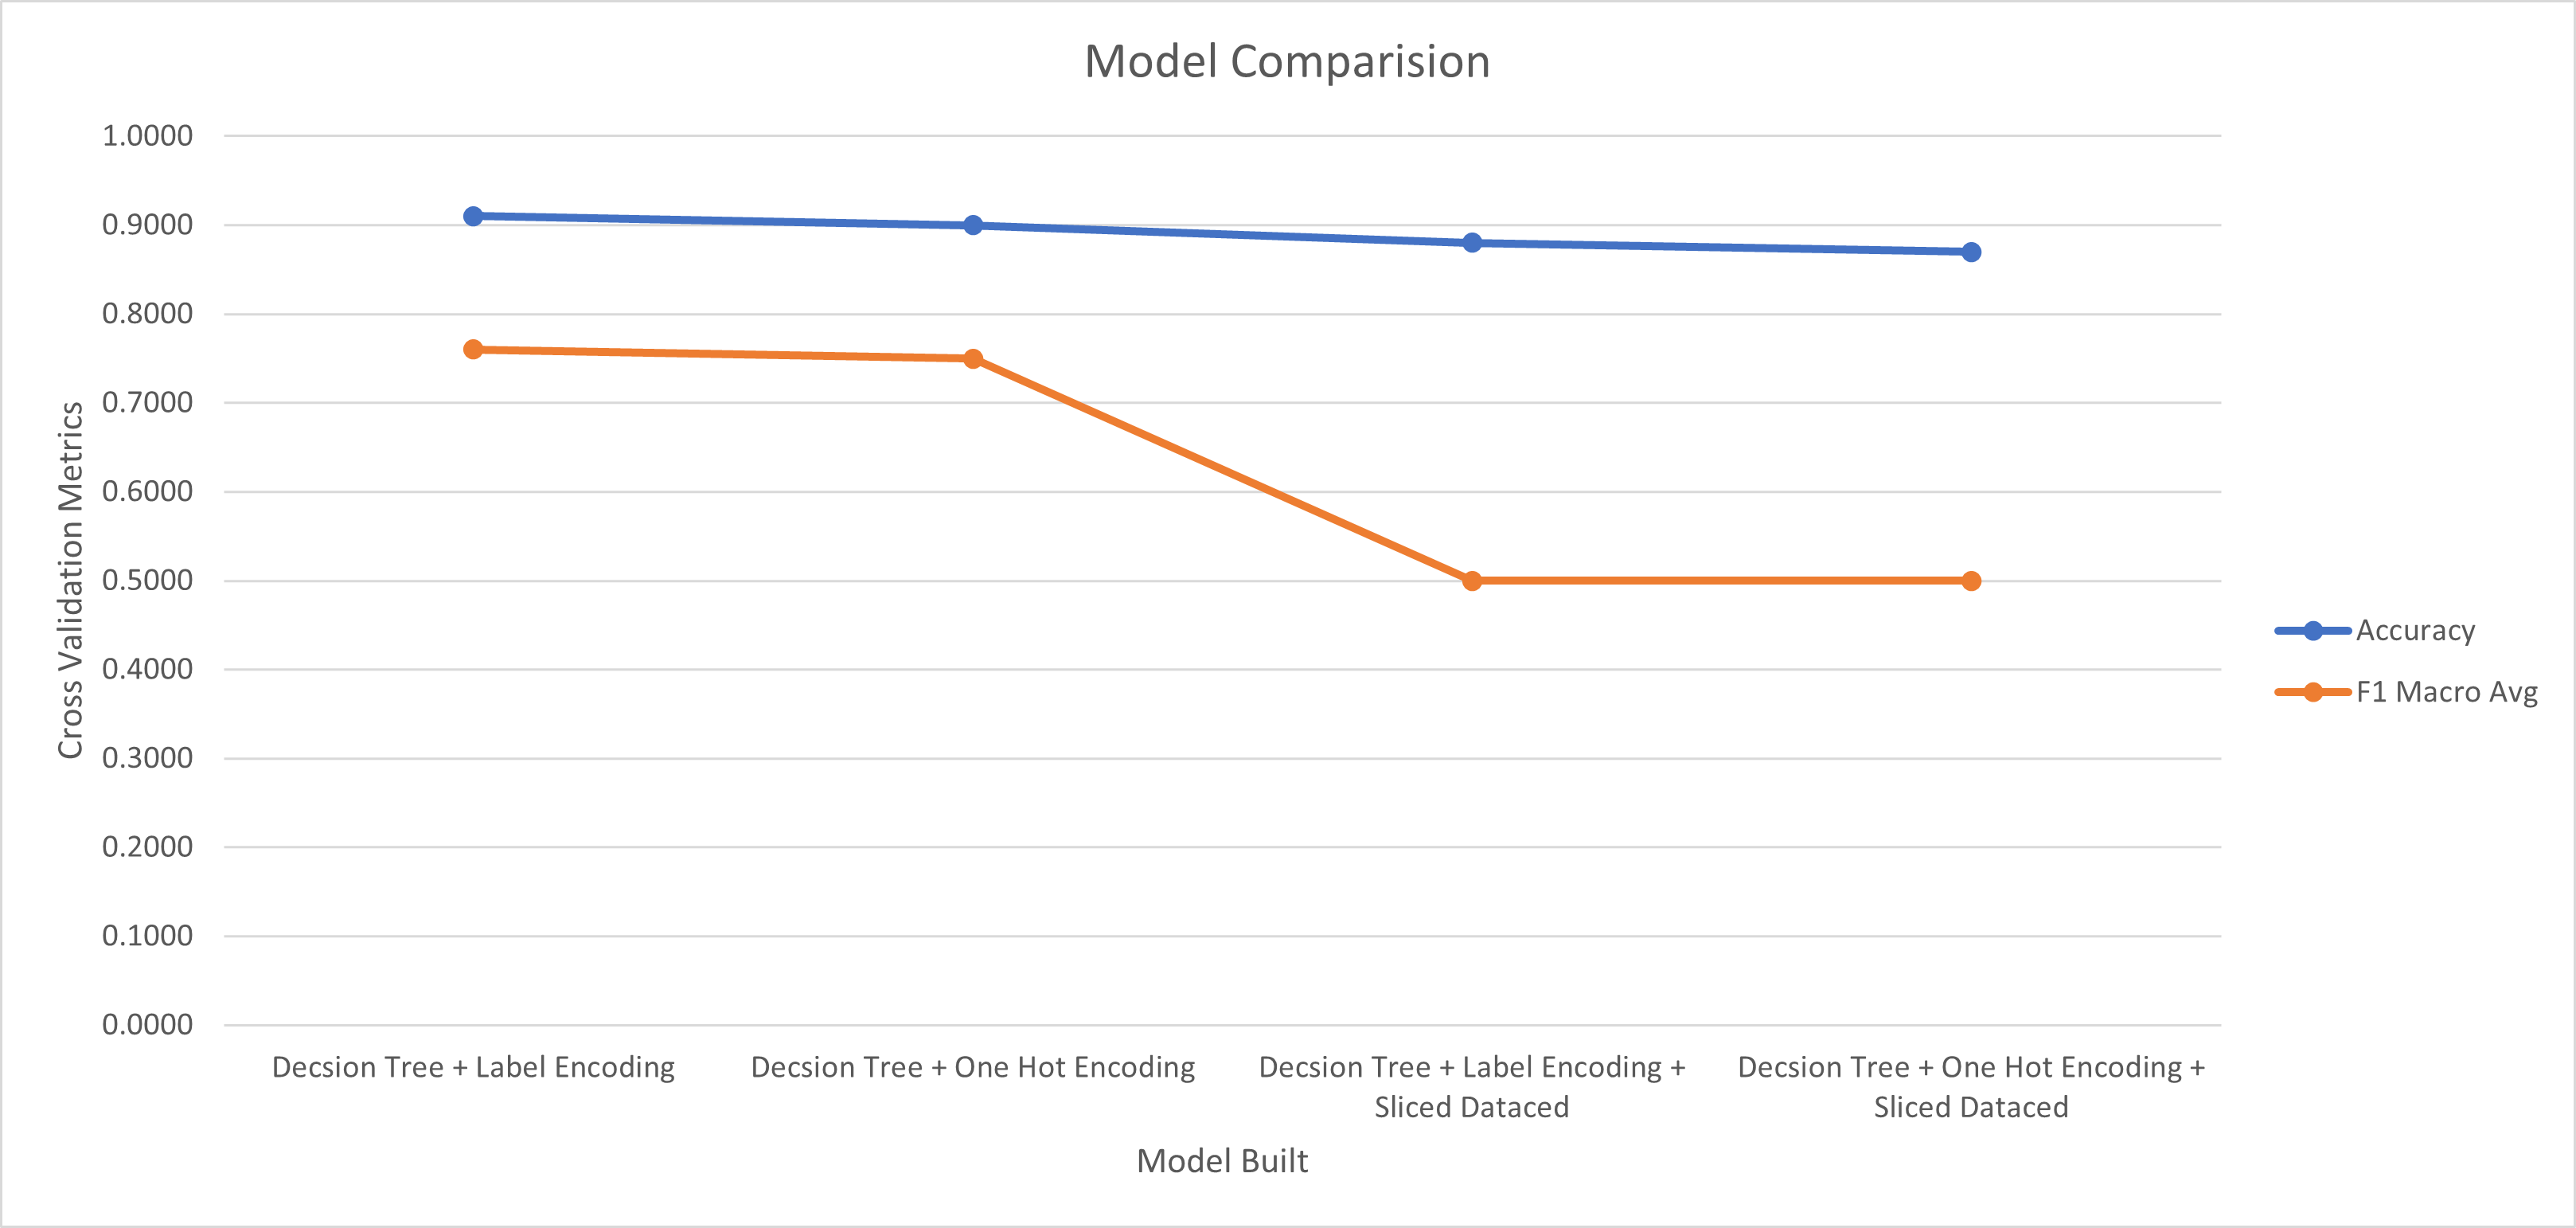 Model Comparision
1.0000
0.9000
0.8000
0.7000
0.6000
0.5000
0.4000
0.3000
0.2000
0.1000
0.0000
Cross Validation Metrics
Decsion Tree + Label Encoding
Decsion Tree + One Hot Encoding
Decsion Tree + Label Encoding +
Sliced Dataced
Decsion Tree + One Hot Encoding +
Sliced Dataced
Model Built
Accuracy
F1 Macro Avg